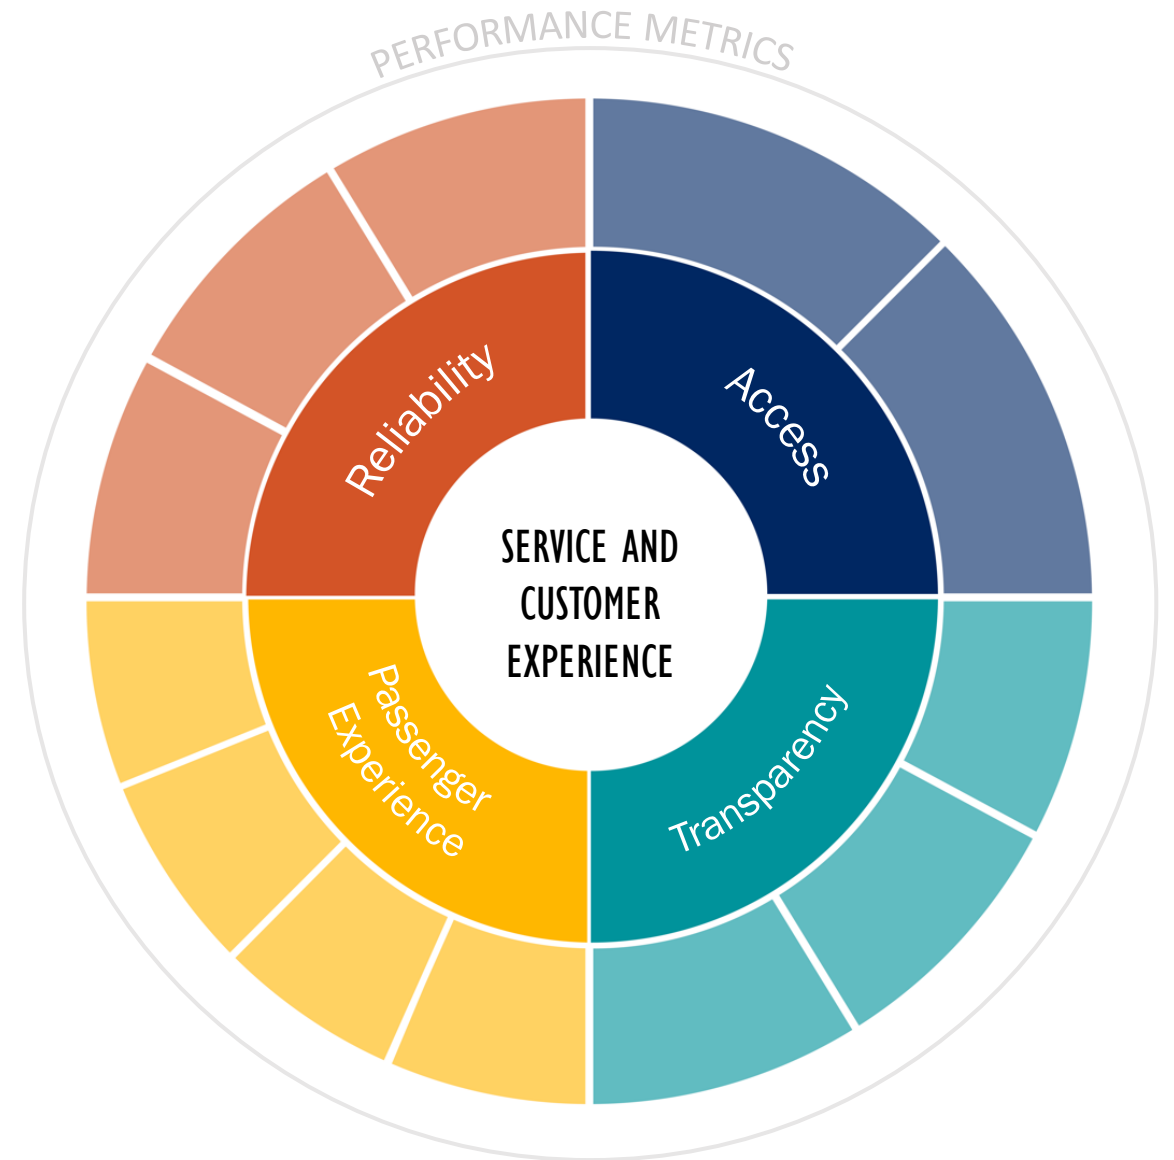 PERFORMANCE METRICS
Reliability
Access
SERVICE AND
CUSTOMER
EXPERIENCE
Passenger
Experience
Transparency